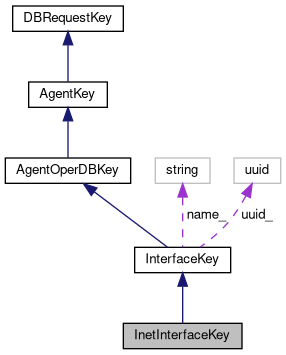 DBRequestKey
AgentKey
AgentOperDBKey
string
uuid
name_
uuid_
InterfaceKey
InetInterfaceKey